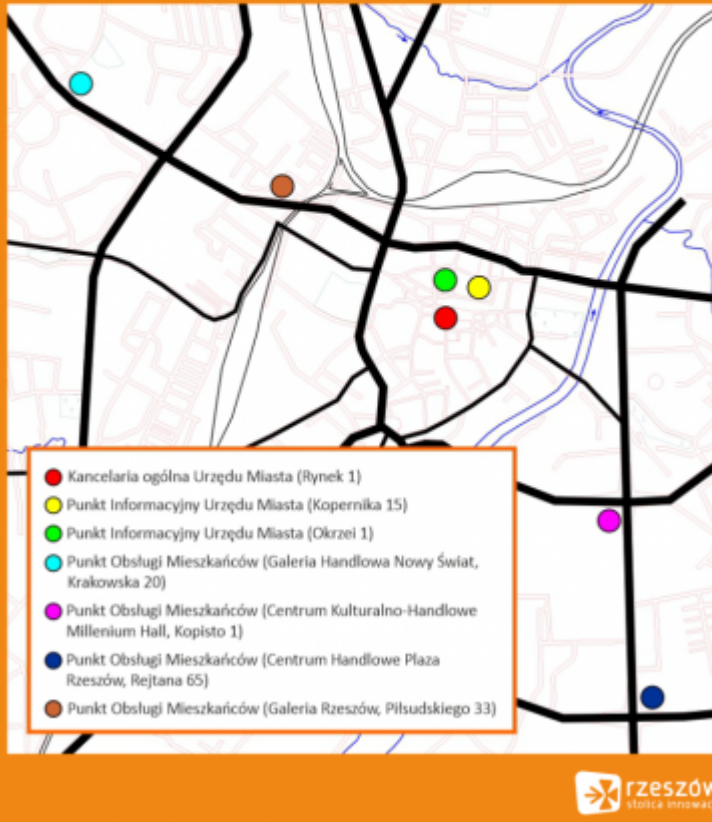 Kancelaria ogólna Urzędu Miasta (Rynek 1)
Punkt Informacyjny Urzędu Miasta (Kopernika 15)
Punkt Informacyjny Urzędu Miasta (Okrzei 1)
Punkt Obsługi Mieszkańców (Galeria Handlowa Nowy Świat,
Krakowska 20)
Punkt Obsługi Mieszkańców (Centrum Kulturalno-Handlowe
Millenium Hall, Kopisto 1)
Punkt Obsługi Mieszkańców (Centrum Handlowe Plaza
Rzeszów, Rejtana 65)
Punkt Obsługi Mieszkańców (Galeria Rzeszów, Piłsudskiego 33)
rzeszów
stolica innowac